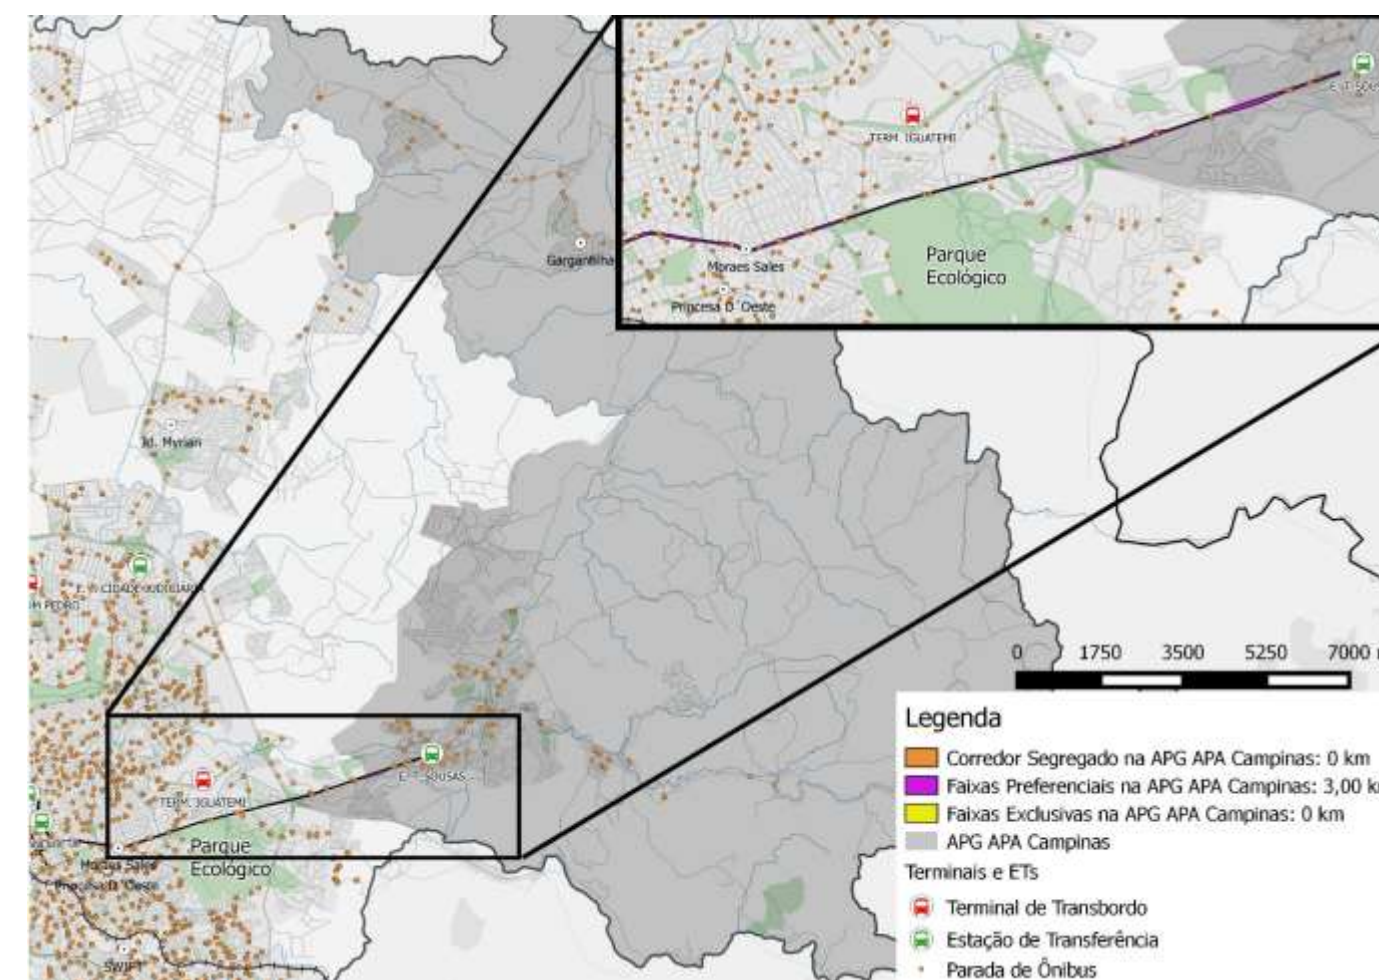 TERM. IGUATEMI
Moraes Sales
Princesa D. Oeste
Parque
Ecológico
Gargantilha
Jd. Myrian
E. T. CIDADE JUDICIÁRIA
M PEDRO
E. T. SOUSAS
TERM. IGUATEMI
Parque
Ecológico
Moraes Sales
Princesa D. Oeste
SWIFT
0 1750 3500 5250 7000
Legenda
Corredor Segregado na APG APA Campinas: 0 km
Faixas Preferenciais na APG APA Campinas: 3,00 k
Faixas Exclusivas na APG APA Campinas: 0 km
APG APA Campinas
Terminais e ETs
Terminal de Transbordo
Estação de Transferência
Parada de Ônibus